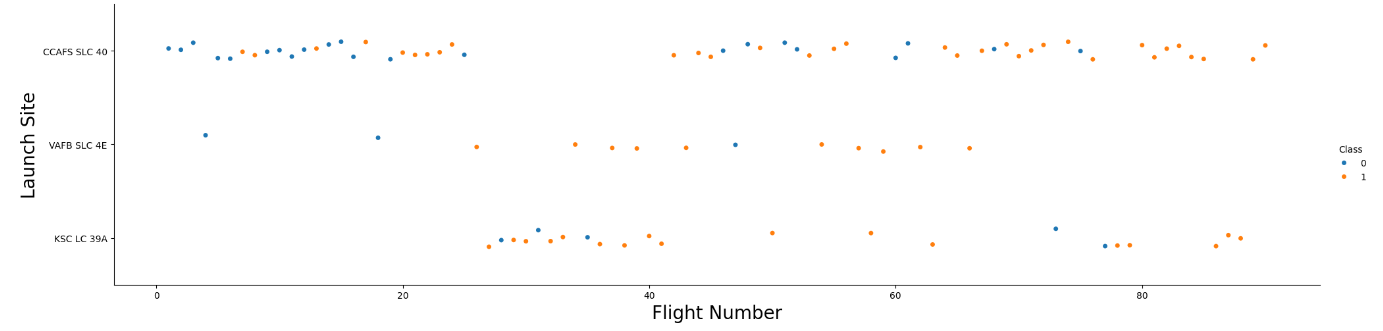 CCAFS SLC 40
VAFB SLC 4E
KSC LC 39A
Launch Site
0 20 40 60 80
Flight Number
Class
0
1